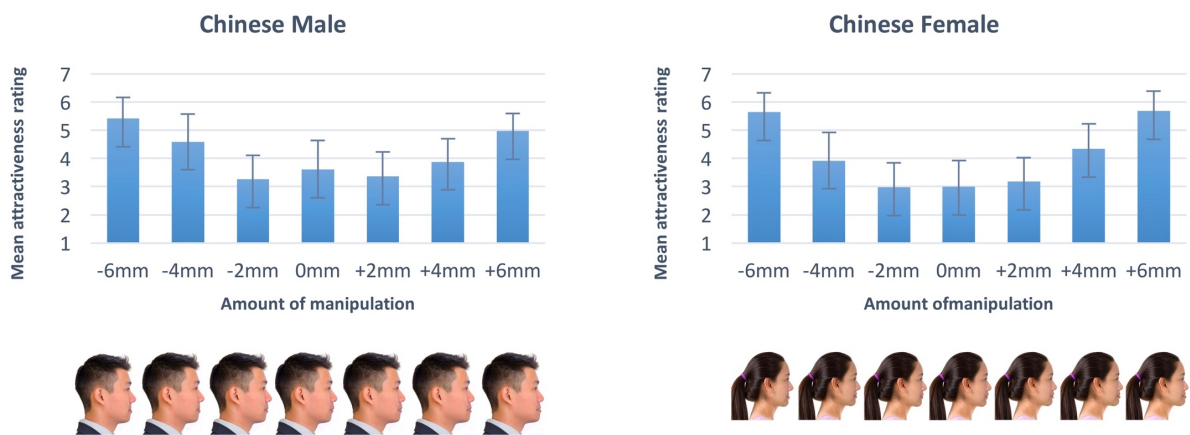 Chinese Male
Mean attractiveness rating
7
6
5
4
3
2
1
-6mm -4mm -2mm 0mm +2mm +4mm +6mm
Amount of manipulation
Chinese Female
Mean attractiveness rating
7
6
5
4
3
2
1
-6mm -4mm -2mm 0mm +2mm +4mm +6mm
Amount ofmanipulation